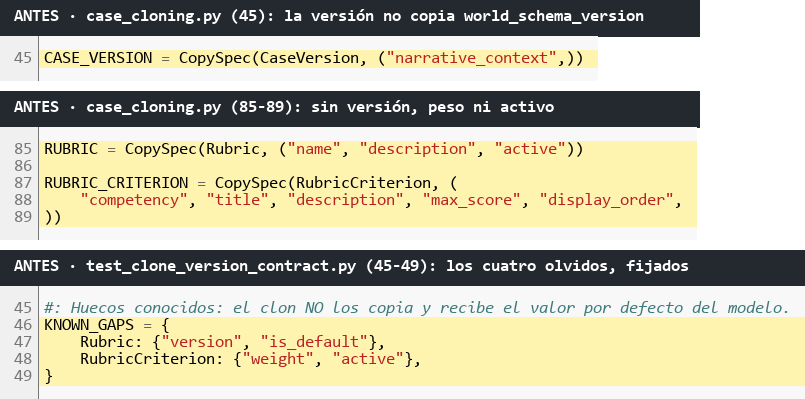 ANTES · case_cloning.py (45): la versión no copia world_schema_version
45 CASE_VERSION = CopySpec(CaseVersion, ("narrative_context",))
ANTES · case_cloning.py (85-89): sin versión, peso ni activo
85 RUBRIC = CopySpec(Rubric, ("name", "description", "active"))
86
87 RUBRIC_CRITERION = CopySpec(RubricCriterion, (
88     "competency", "title", "description", "max_score", "display_order",
89 ))
ANTES · test_clone_version_contract.py (45-49): los cuatro olvidos, fijados
45 #: Huecos conocidos: el clon NO los copia y recibe el valor por defecto del modelo.
46 KNOWN_GAPS = {
47     Rubric: {"version", "is_default"},
48     RubricCriterion: {"weight", "active"},
49 }